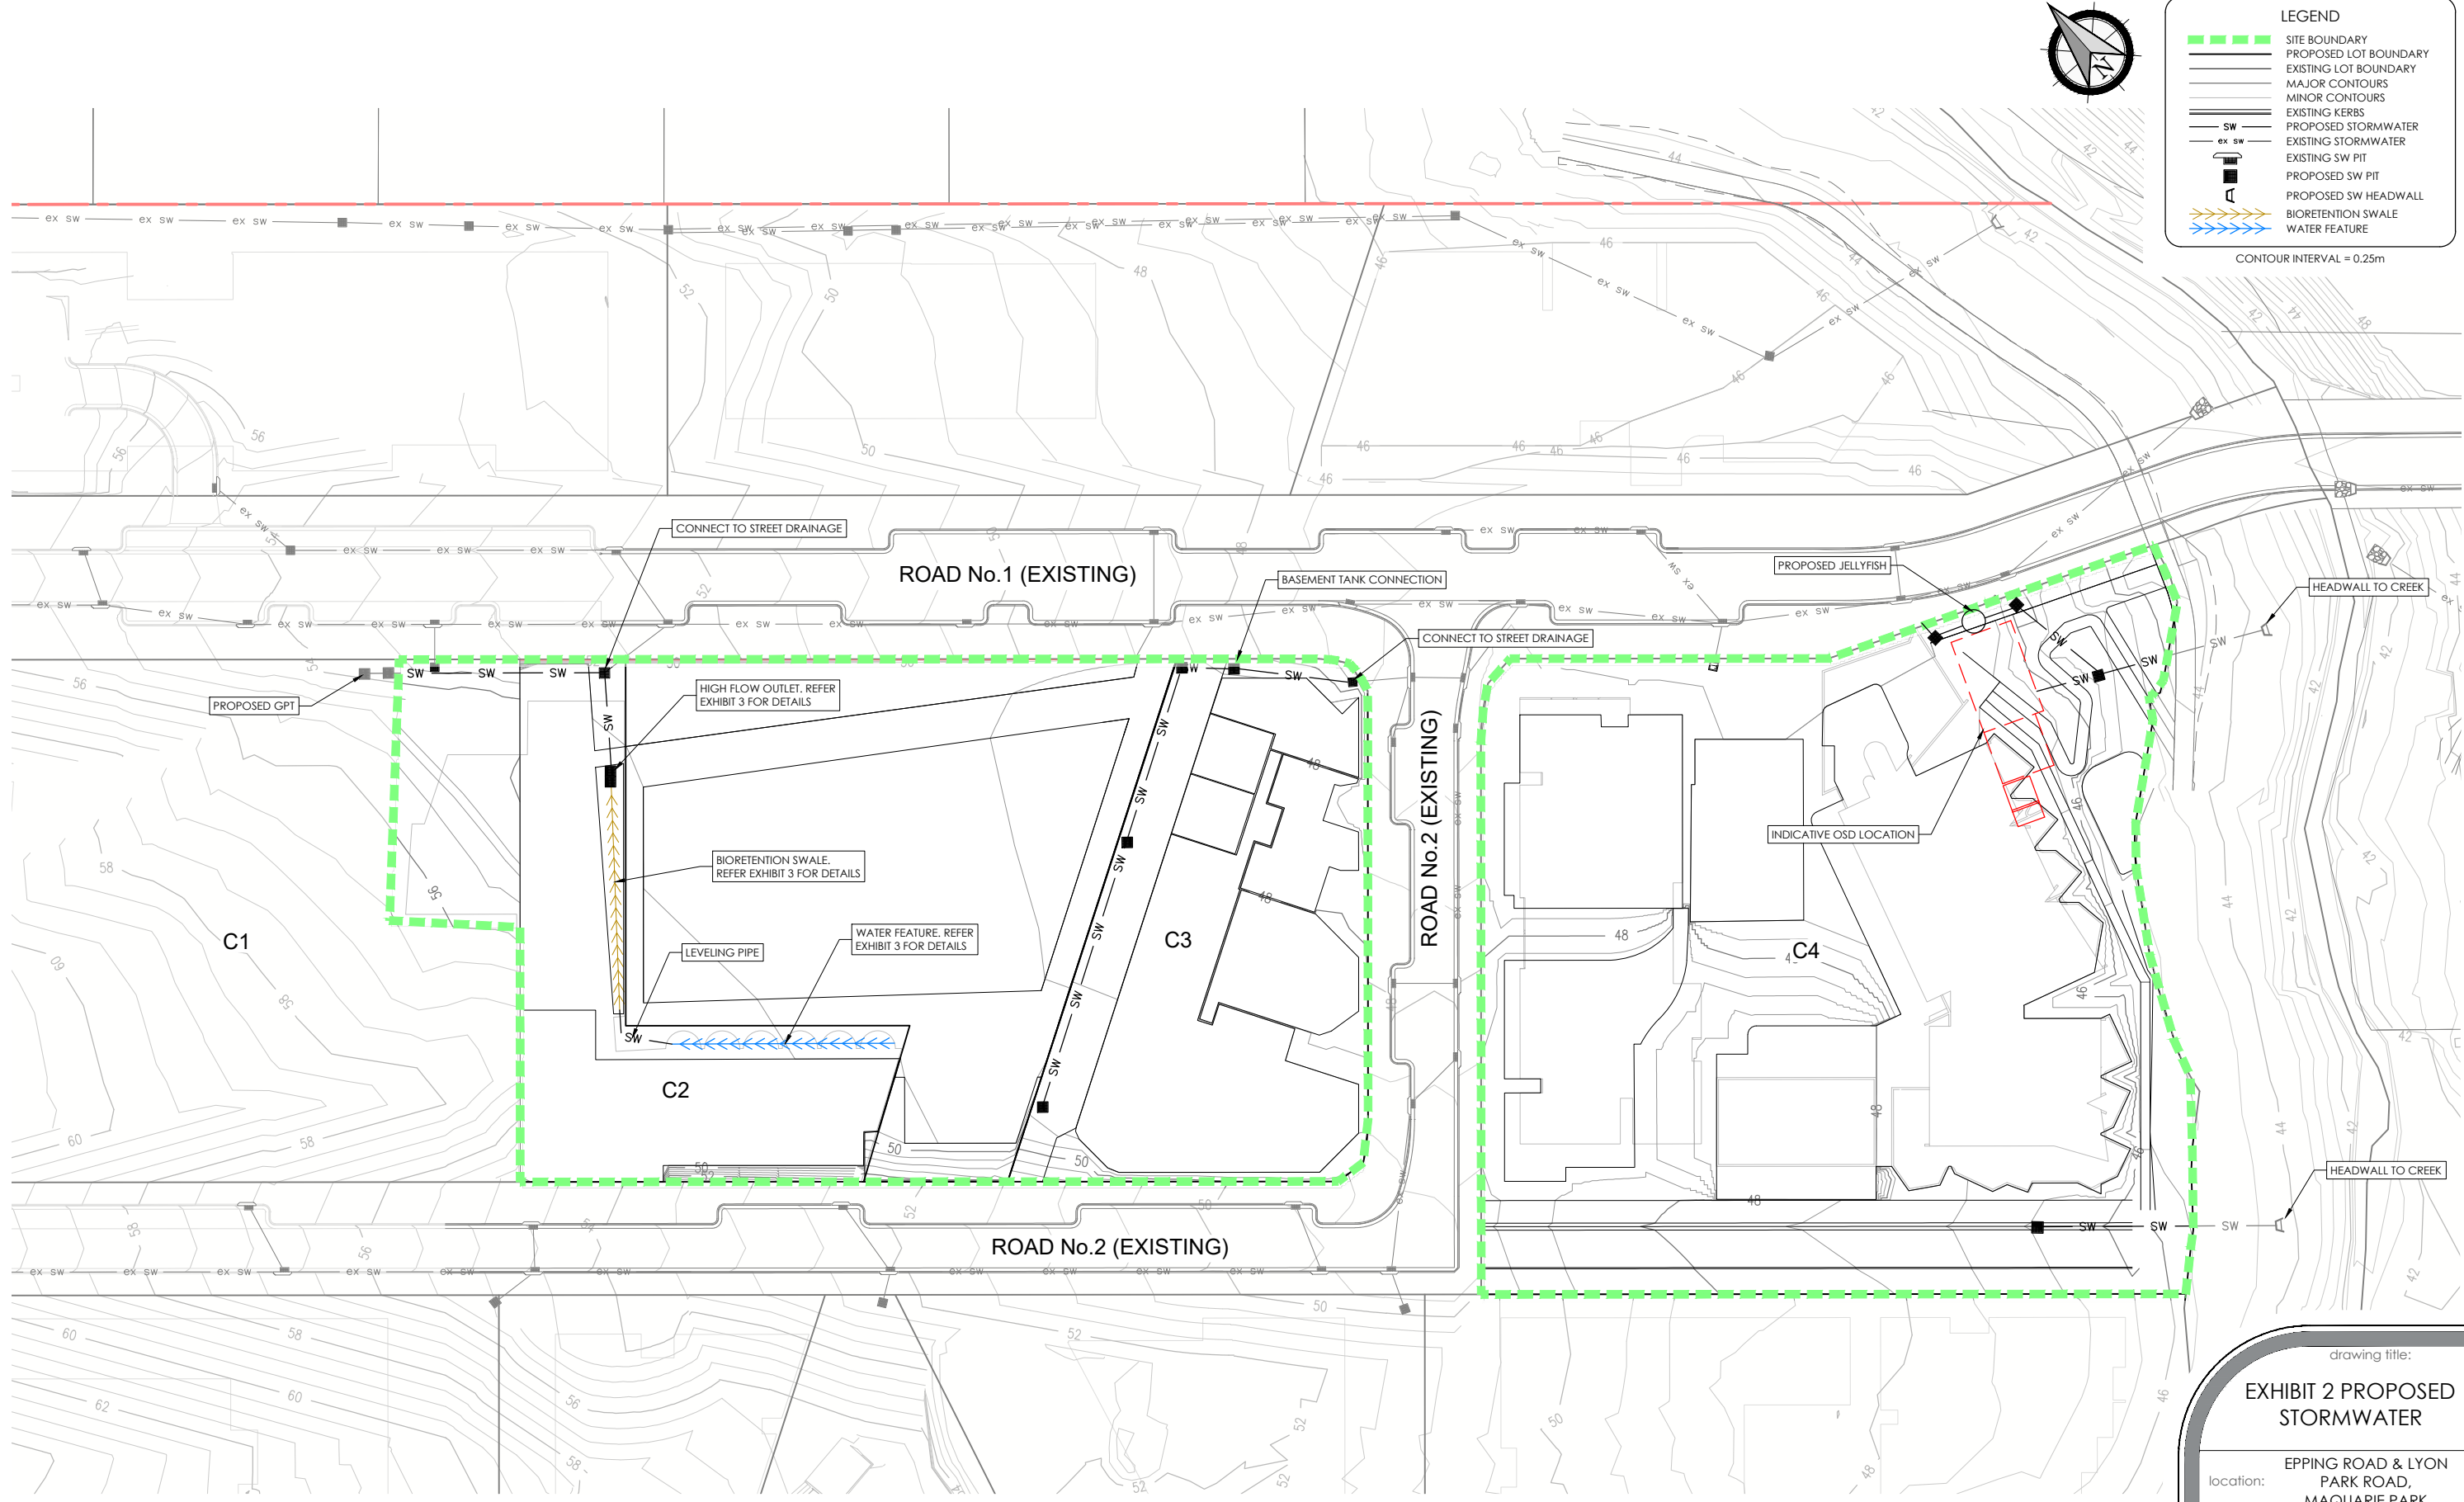 LEGEND
SITE BOUNDARY
PROPOSED LOT BOUNDARY
EXISTING LOT BOUNDARY
MAJOR CONTOURS
MINOR CONTOURS
EXISTING KERBS
SW PROPOSED STORMWATER
ex sw EXISTING STORMWATER
EXISTING SW PIT
PROPOSED SW PIT
PROPOSED SW HEADWALL
BIORETENTION SWALE
WATER FEATURE
CONTOUR INTERVAL = 0.25m
N
CONNECT TO STREET DRAINAGE
ROAD No.1 (EXISTING)
BASEMENT TANK CONNECTION
PROPOSED JELLYFISH
HEADWALL TO CREEK
CONNECT TO STREET DRAINAGE
PROPOSED GPT
HIGH FLOW OUTLET. REFER
EXHIBIT 3 FOR DETAILS
ROAD No.2 (EXISTING)
INDICATIVE OSD LOCATION
BIORETENTION SWALE.
REFER EXHIBIT 3 FOR DETAILS
WATER FEATURE. REFER
EXHIBIT 3 FOR DETAILS
LEVELING PIPE
C1
C2
C3
C4
HEADWALL TO CREEK
ROAD No.2 (EXISTING)
drawing title:
EXHIBIT 2 PROPOSED
STORMWATER
location:
EPPING ROAD & LYON
PARK ROAD,
MAQUARIE PARK